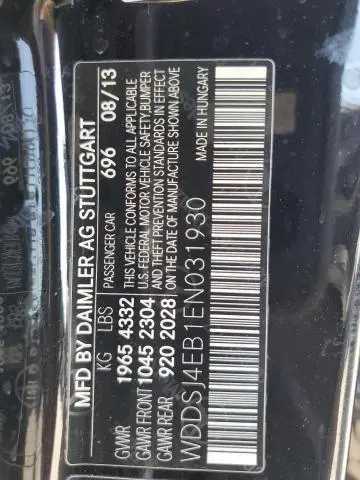 MFD BY DAIMLER AG STUTTGART
PASSENGER CAR 696 08/13
KG LBS
GVWR 1965 4332
GAWR FRONT 1045 2304
GAWR REAR 920 2028
THIS VEHICLE CONFORMS TO ALL APPLICABLE
U.S. FEDERAL MOTOR VEHICLE SAFETY, BUMPER
AND THEFT PREVENTION STANDARDS IN EFFECT
ON THE DATE OF MANUFACTURE SHOWN ABOVE
WDDSJ4EB1EN031930
MADE IN HUNGARY